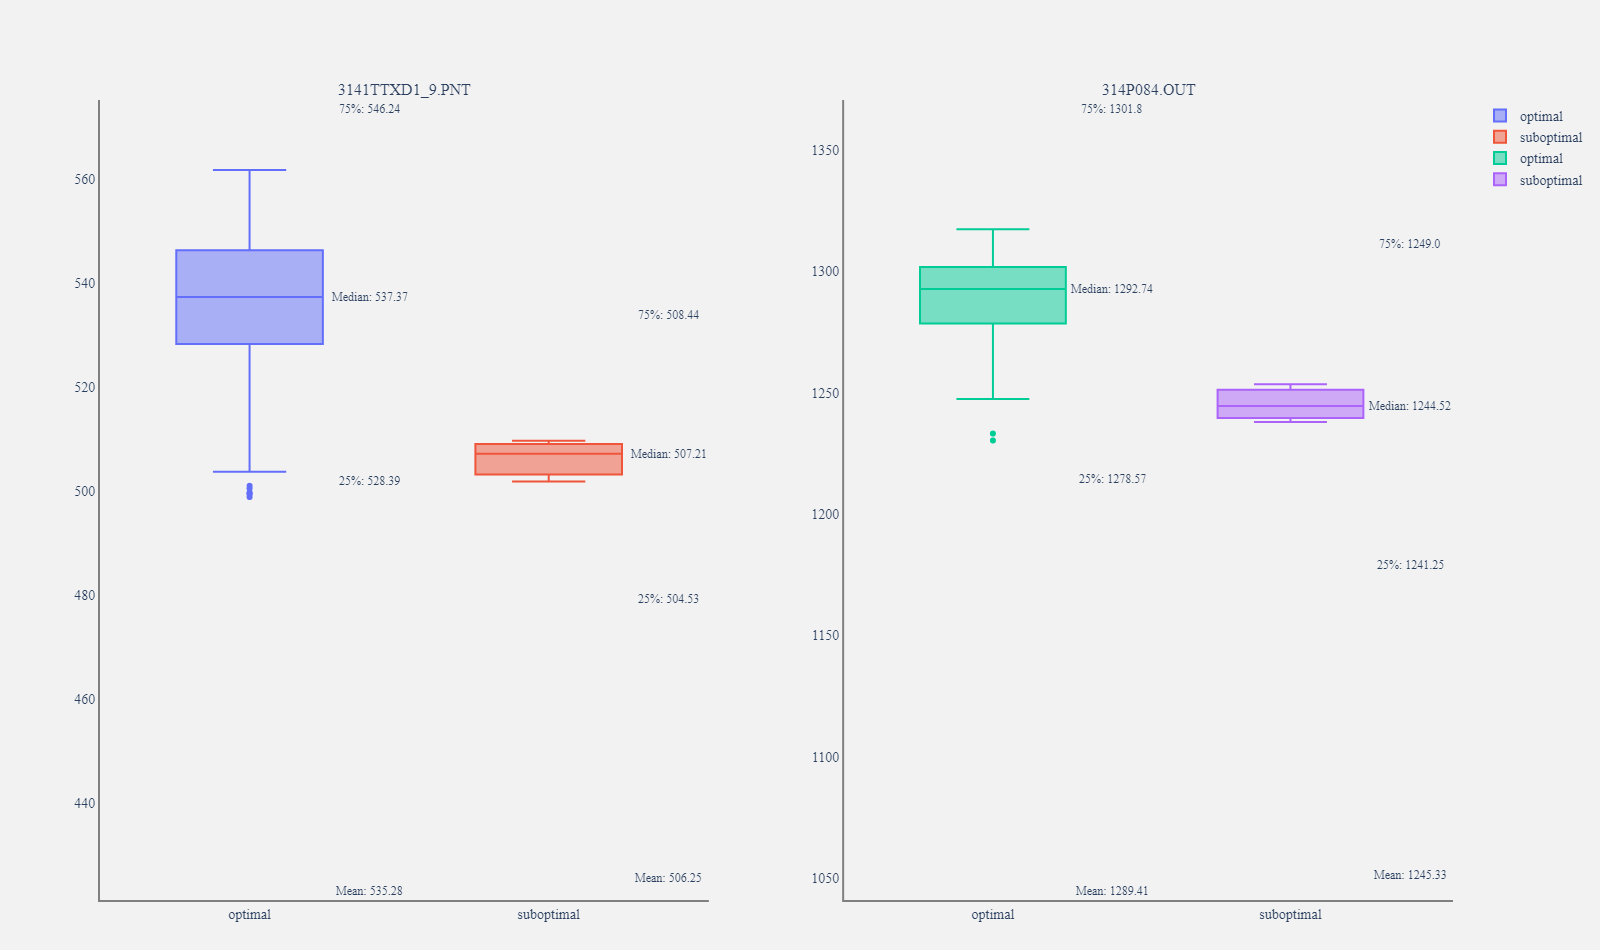 3141TTXD1_9.PNT
75%: 546.24
560
540
Median: 537.37
75%: 508.44
520
Median: 507.21
500
25%: 528.39
480
25%: 504.53
460
440
Mean: 506.25
Mean: 535.28
optimal
suboptimal
314P084.OUT
75%: 1301.8
1350
75%: 1249.0
1300
Median: 1292.74
1250
Median: 1244.52
25%: 1278.57
1200
25%: 1241.25
1150
1100
1050
Mean: 1245.33
Mean: 1289.41
optimal
suboptimal
optimal
suboptimal
optimal
suboptimal